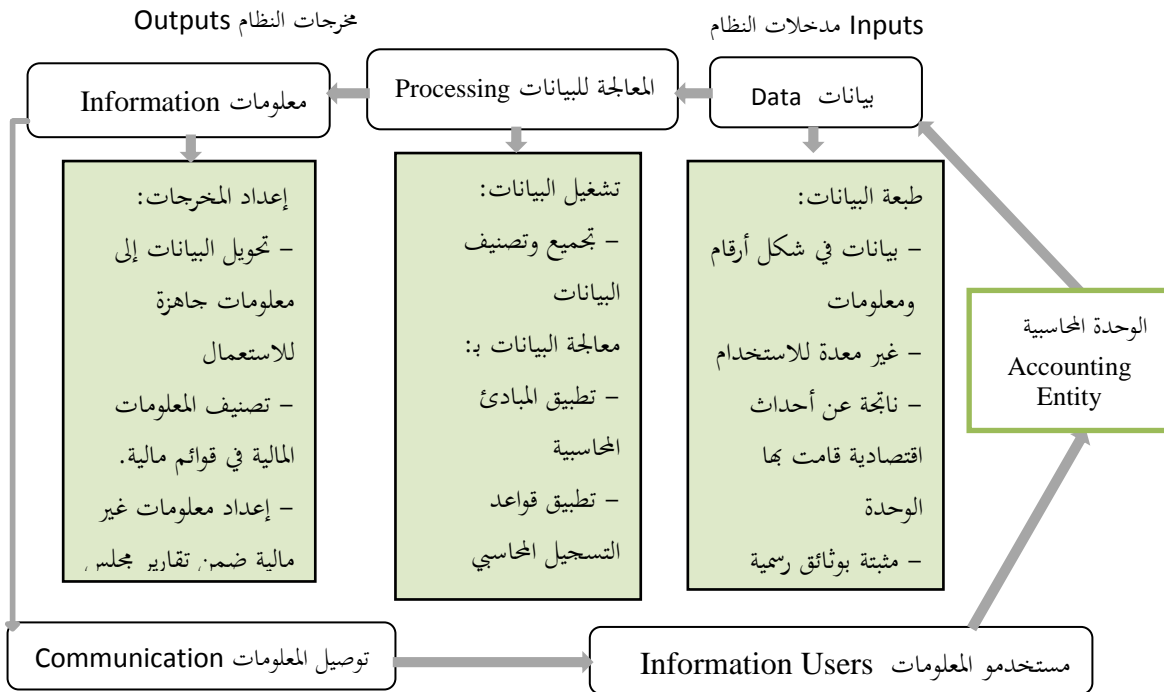 مدخلات النظام Inputs
مخرجات النظام Outputs
بيانات Data
المعالجة للبيانات Processing
معلومات Information
طبعة البيانات:
– بيانات في شكل أرقام
ومعلومات
– غير معدة للاستخدام
– ناتجة عن أحداث
اقتصادية قامت بها
الوحدة
– مثبتة بوثائق رسمية
تشغيل البيانات:
– تجميع وتصنيف
البيانات
معالجة البيانات بـ:
– تطبيق المبادئ
المحاسبية
– تطبيق قواعد
التسجيل المحاسبي
إعداد المخرجات:
– تحويل البيانات إلى
معلومات جاهزة
للاستعمال
– تصنيف المعلومات
المالية في قوائم مالية.
– إعداد معلومات غير
مالية ضمن تقارير مجلس
الوحدة المحاسبية
Accounting
Entity
توصيل المعلومات Communication
مستخدمو المعلومات Information Users